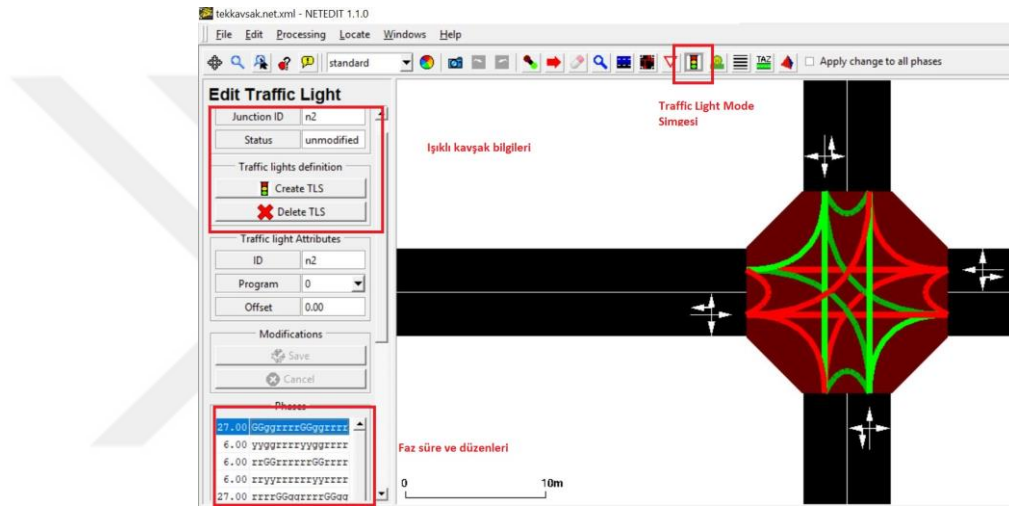 tekkavsak.net.xml - NETEDIT 1.1.0
File Edit Processing Locate Windows Help
standard
TAZ
Apply change to all phases
Edit Traffic Light
Junction ID n2
Status unmodified
Traffic lights definition
Create TLS
Delete TLS
Traffic light Attributes
ID n2
Program 0
Offset 0.00
Modifications
Save
Cancel
Phases
27.00 GGggrrrrGGggrrrr
6.00 yyggrrrryyggrrrr
6.00 rrGGrrrrrrGGrrrr
6.00 rryyrrrrrryyrrrr
27.00 rrrrGGggrrrrGGgg
Işıklı kavşak bilgileri
Traffic Light Mode
Simgesi
Faz süre ve düzenleri
0 10m